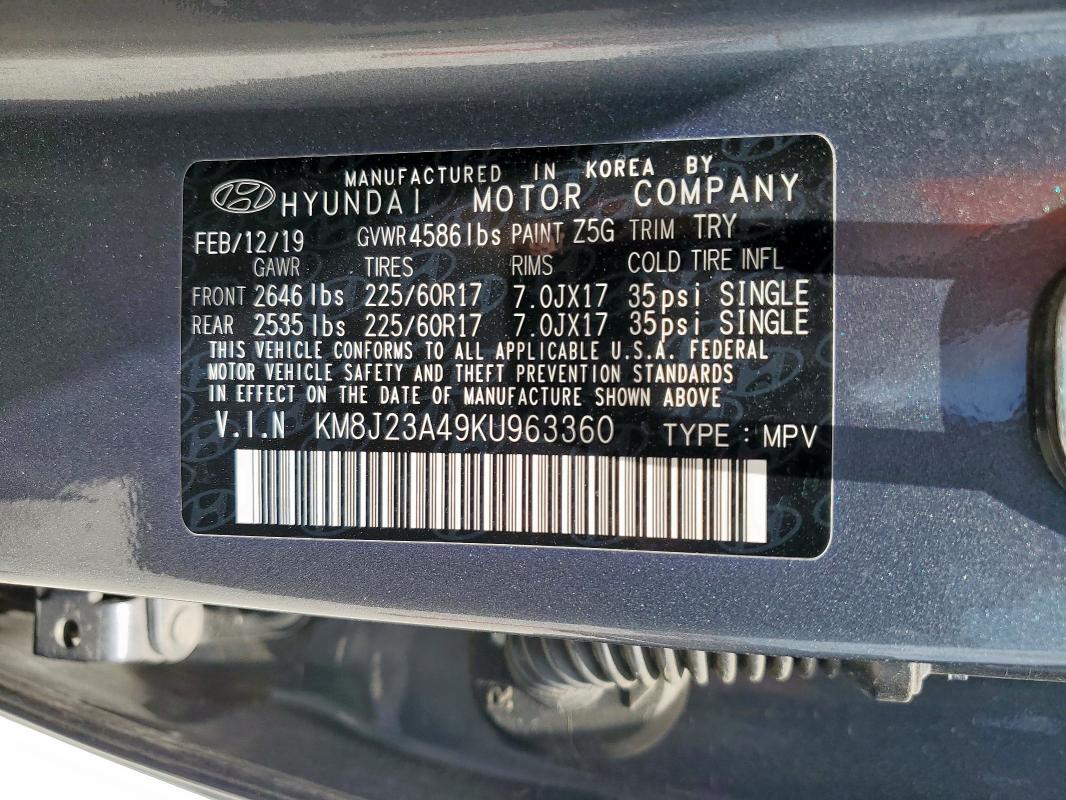 MANUFACTURED IN KOREA BY
HYUNDAI MOTOR COMPANY
FEB/12/19 GVWR 4586lbs PAINT Z5G TRIM TRY
GAWR TIRES RIMS COLD TIRE INFL
FRONT 2646 lbs 225/60R17 7.0JX17 35psi SINGLE
REAR 2535 lbs 225/60R17 7.0JX17 35psi SINGLE
THIS VEHICLE CONFORMS TO ALL APPLICABLE U.S.A. FEDERAL
MOTOR VEHICLE SAFETY AND THEFT PREVENTION STANDARDS
IN EFFECT ON THE DATE OF MANUFACTURE SHOWN ABOVE
V.I.N KM8J23A49KU963360 TYPE : MPV